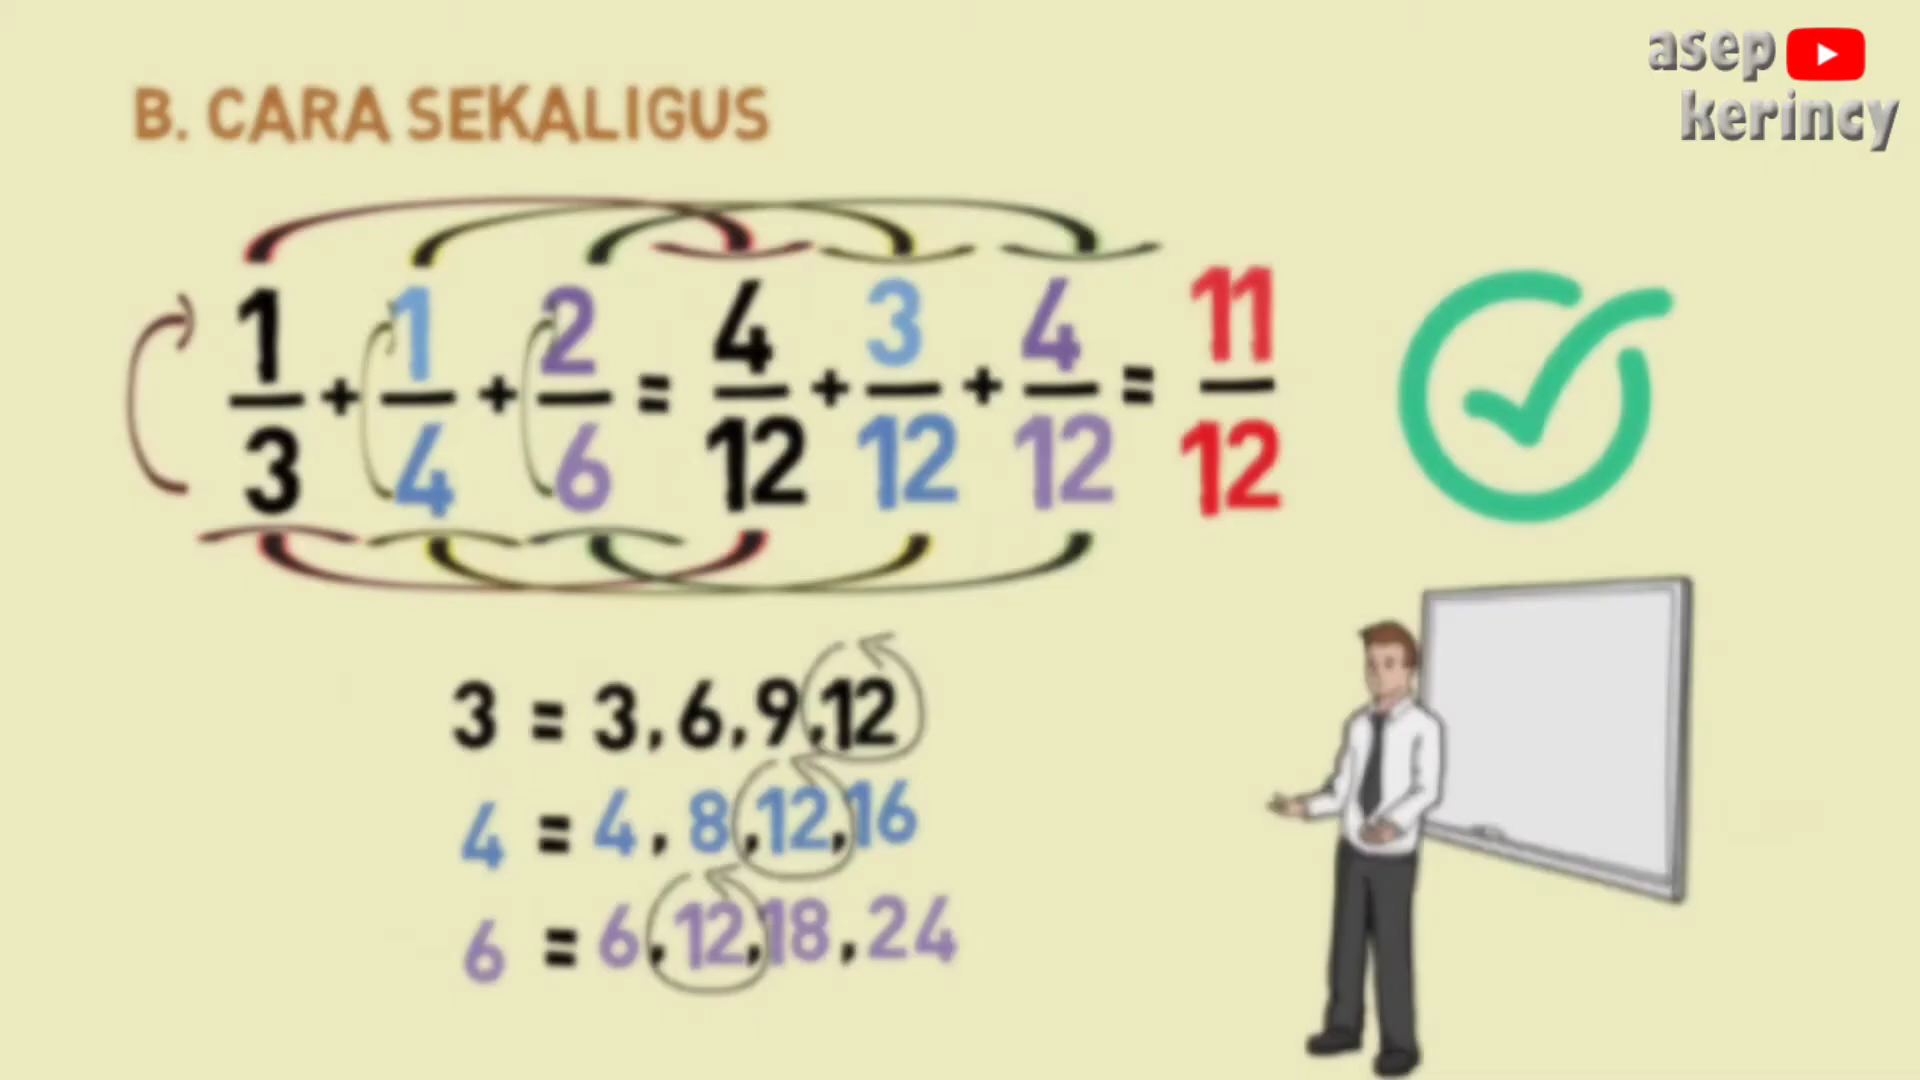 asep
kerincy
B. CARA SEKALIGUS
1/3 + 1/4 + 2/6 = 4/12 + 3/12 + 4/12 = 11/12
3 = 3, 6, 9, 12
4 = 4, 8, 12, 16
6 = 6, 12, 18, 24